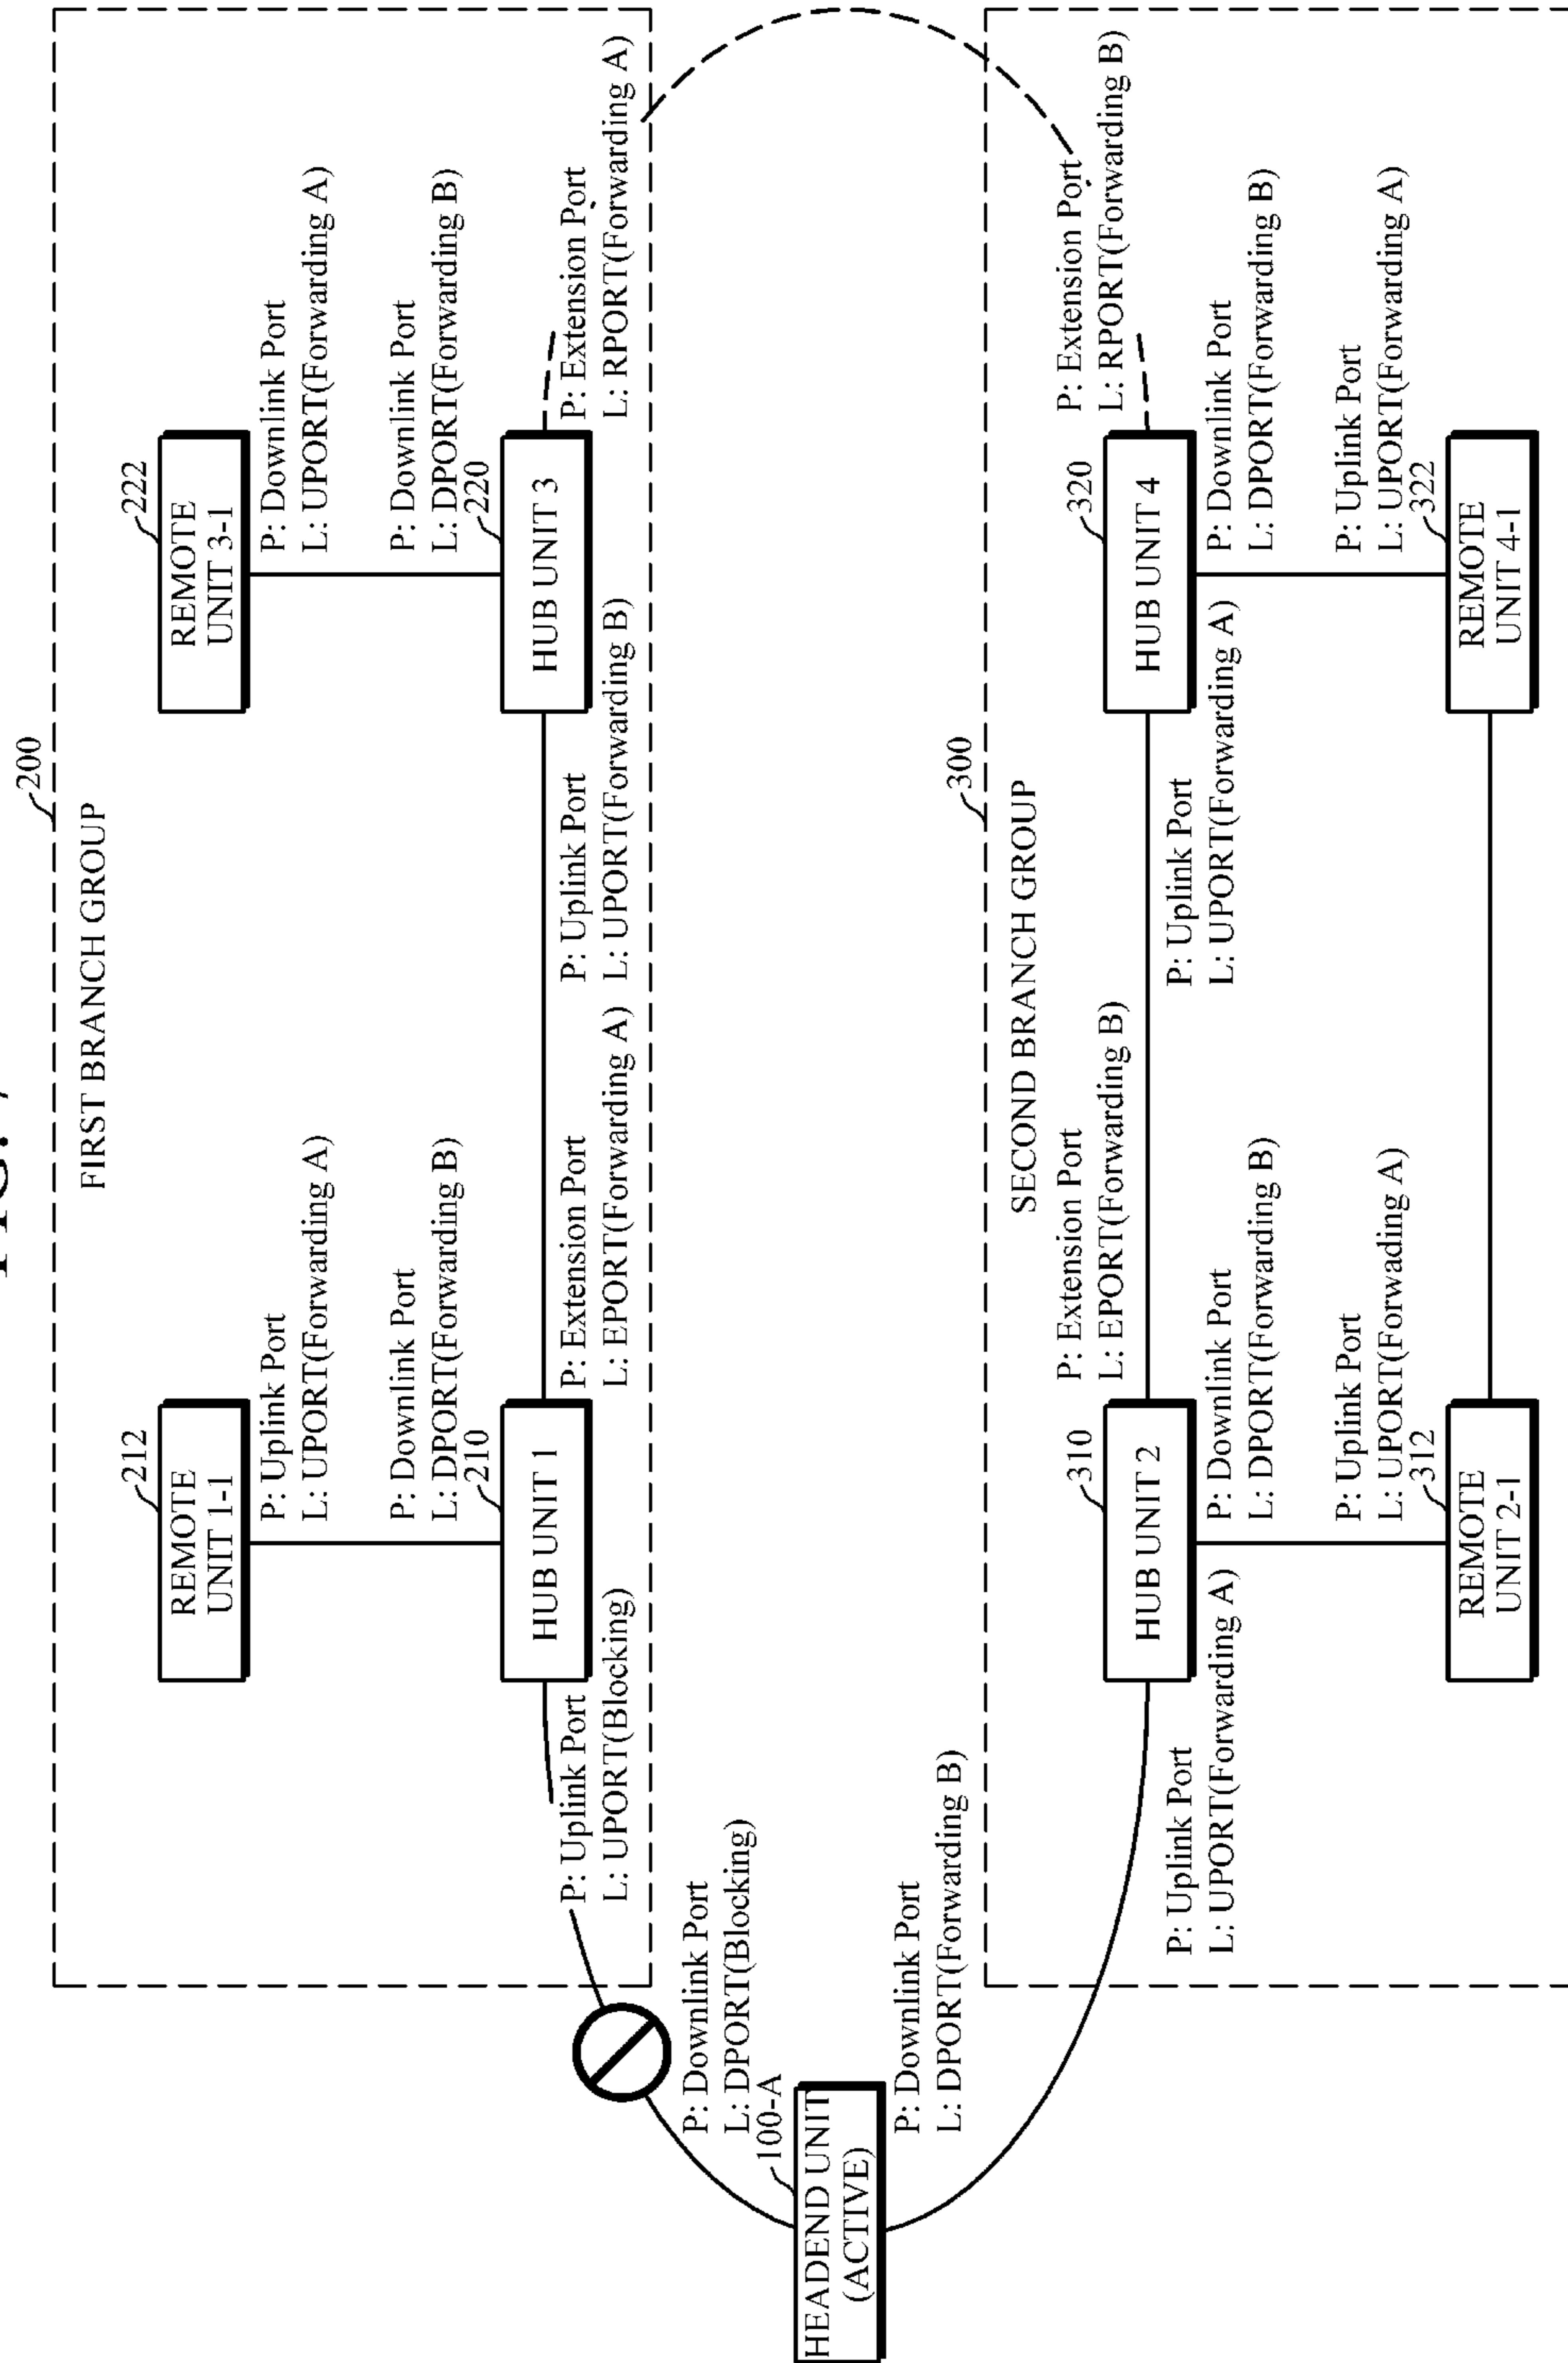 200
FIRST BRANCH GROUP
212
REMOTE
UNIT 1-1
P: Uplink Port
L: UPORT(Forwarding A)
P: Downlink Port
L: DPORT(Forwarding B)
210
HUB UNIT 1
P: Uplink Port
L: UPORT(Blocking)
P: Extension Port
L: EPORT(Forwarding A)
222
REMOTE
UNIT 3-1
P: Downlink Port
L: UPORT(Forwarding A)
P: Downlink Port
L: DPORT(Forwarding B)
220
HUB UNIT 3
P: Uplink Port
L: UPORT(Forwarding B)
P: Extension Port
L: RPORT(Forwarding A)
P: Downlink Port
L: DPORT(Blocking)
100-A
HEADEND UNIT
(ACTIVE)
P: Downlink Port
L: DPORT(Forwarding B)
300
SECOND BRANCH GROUP
310
HUB UNIT 2
P: Extension Port
L: EPORT(Forwarding B)
P: Uplink Port
L: UPORT(Forwarding A)
P: Downlink Port
L: DPORT(Forwarding B)
P: Uplink Port
L: UPORT(Forwading A)
312
REMOTE
UNIT 2-1
320
HUB UNIT 4
P: Extension Port
L: RPORT(Forwarding B)
P: Uplink Port
L: UPORT(Forwarding A)
P: Downlink Port
L: DPORT(Forwarding B)
P: Uplink Port
L: UPORT(Forwarding A)
322
REMOTE
UNIT 4-1